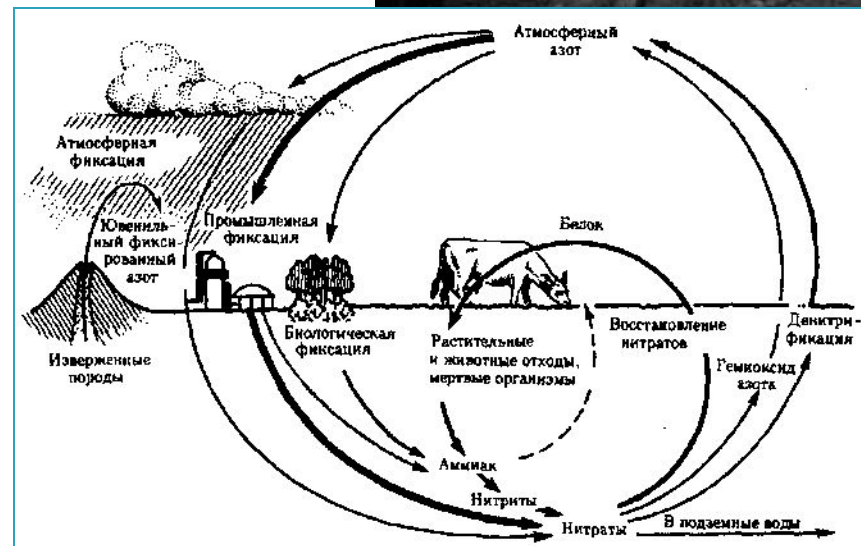 Атмосферный
азот
Атмосферная
фиксация
Ювениль-
ный фикси-
рованный
азот
Промышленная
фиксация
Белок
Биологическая
фиксация
Изверженные
породы
Растительные
и животные отходы,
мертвые организмы
Восстановление
нитратов
Денитри-
фикация
Гемиоксид
азота
Аммиак
Нитриты
Нитраты
В подземные воды